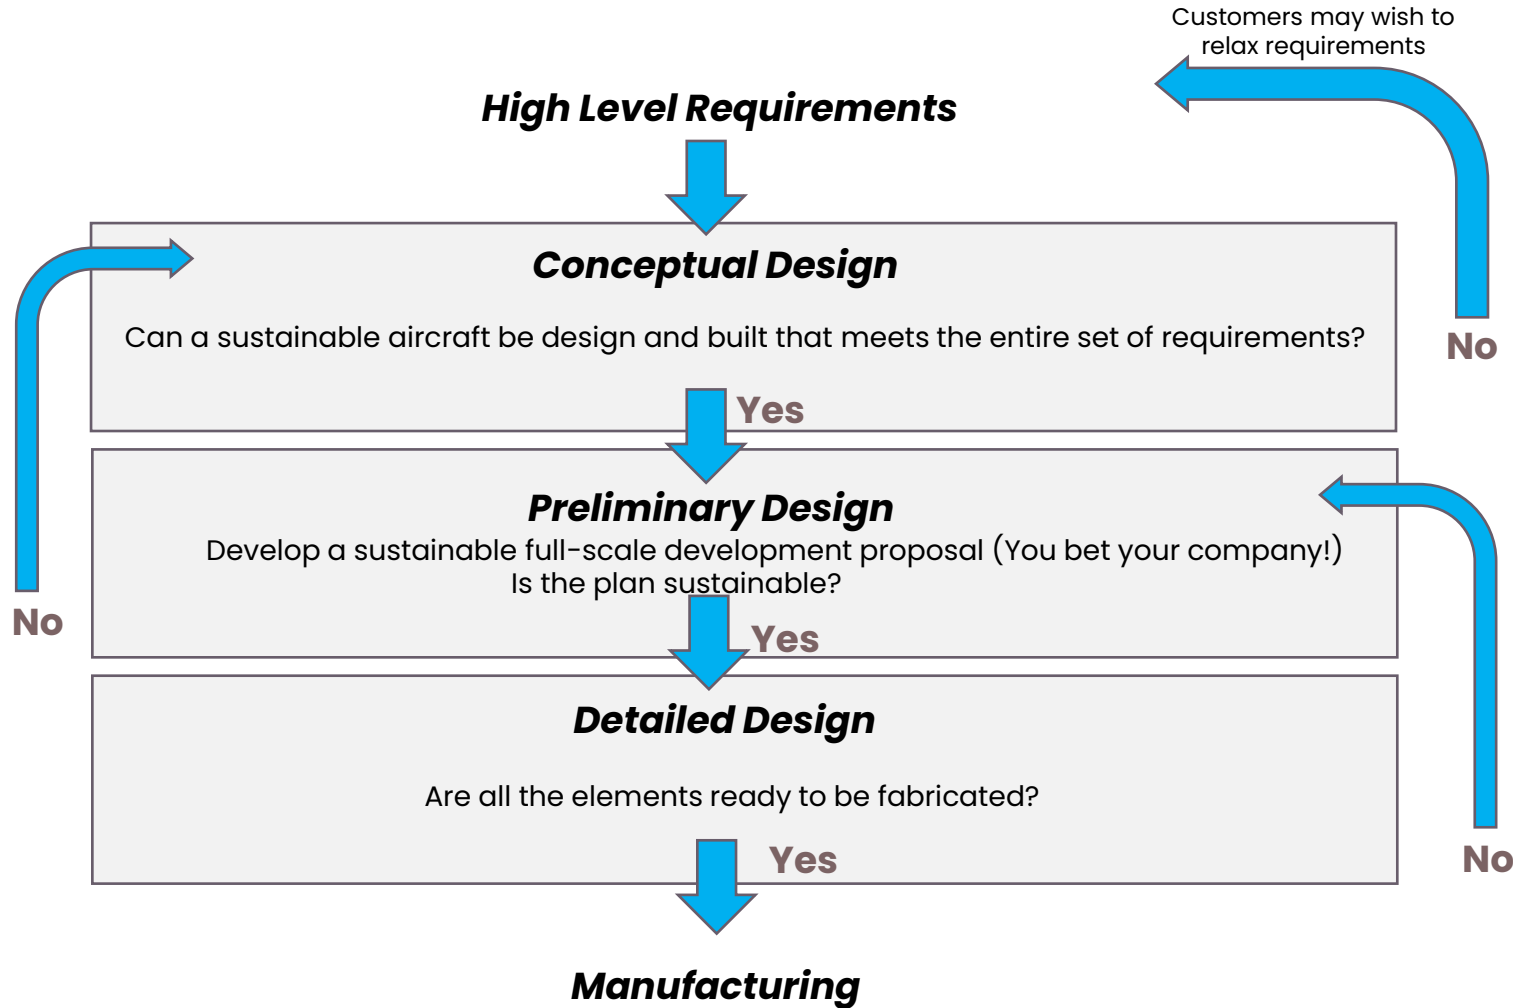 Customers may wish to
relax requirements
High Level Requirements
Conceptual Design
Can a sustainable aircraft be design and built that meets the entire set of requirements?
No
Yes
Preliminary Design
Develop a sustainable full-scale development proposal (You bet your company!)
Is the plan sustainable?
No
Yes
Detailed Design
Are all the elements ready to be fabricated?
Yes
No
Manufacturing